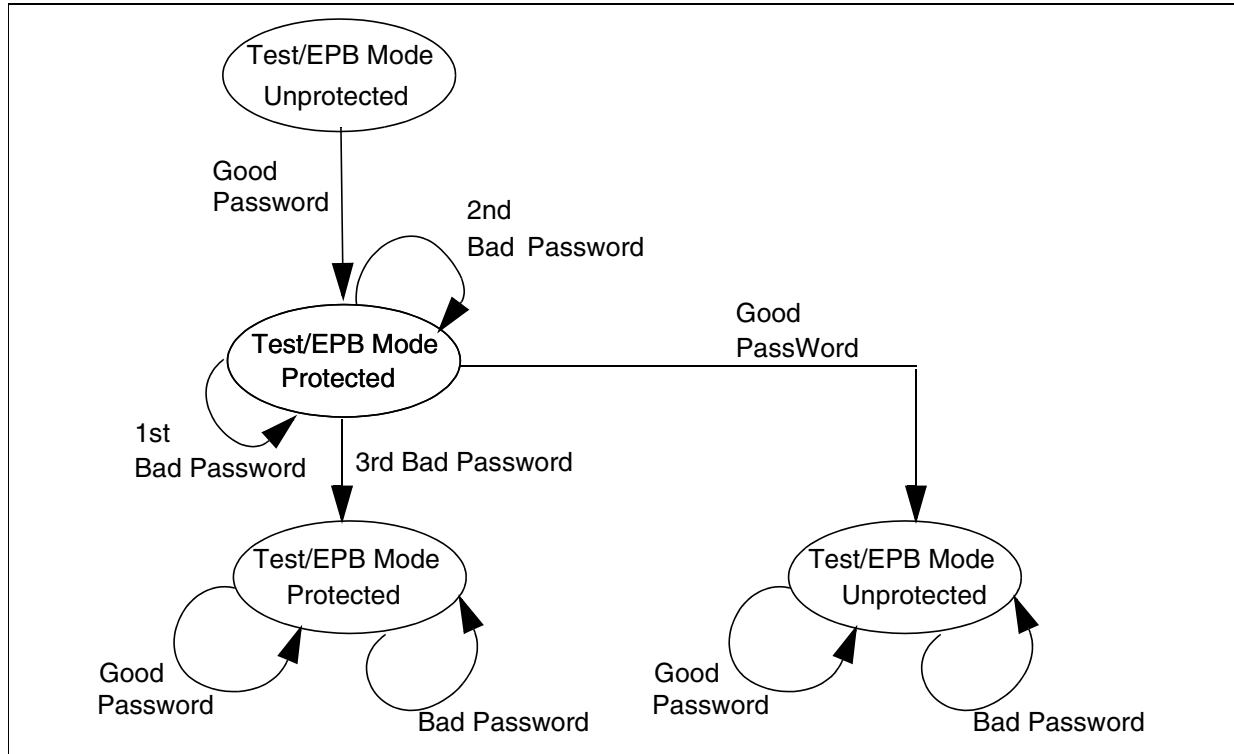 Test/EPB Mode
Unprotected
Good
Password
2nd
Bad Password
Good
PassWord
Test/EPB Mode
Protected
1st
Bad Password
3rd Bad Password
Test/EPB Mode
Protected
Test/EPB Mode
Unprotected
Good
Password
Bad Password
Good
Password
Bad Password